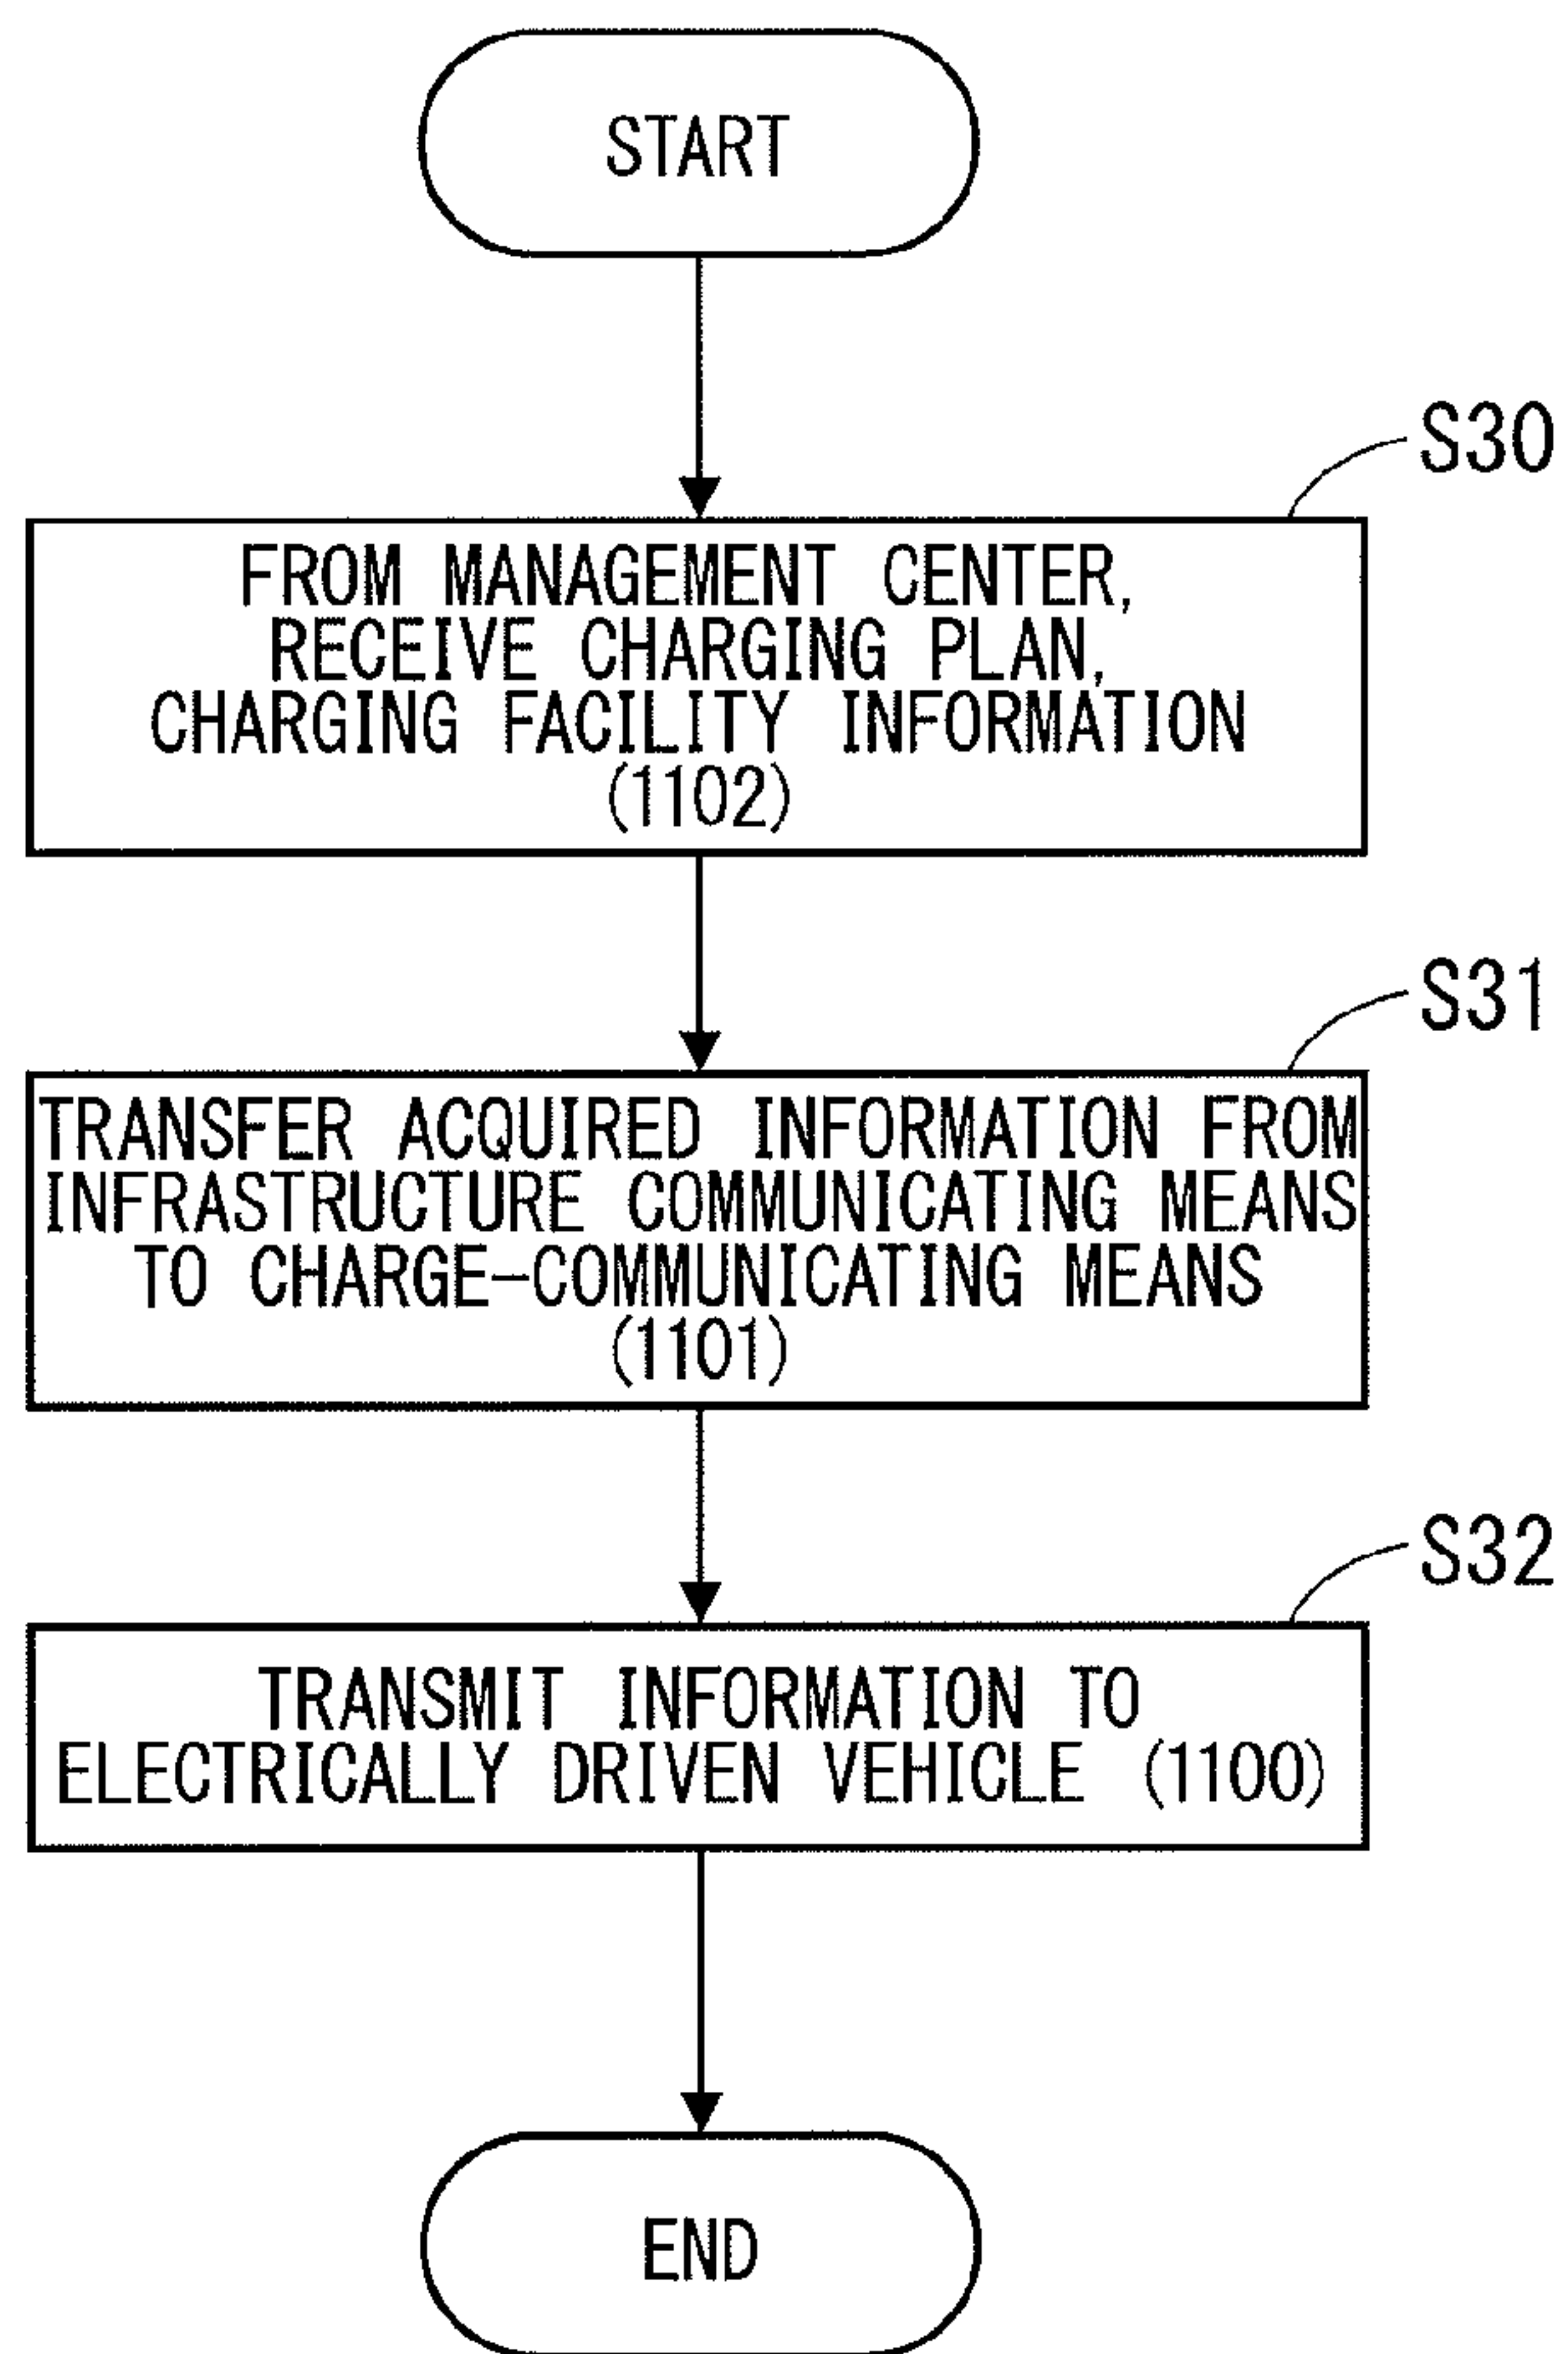 START
S30
FROM MANAGEMENT CENTER,
RECEIVE CHARGING PLAN,
CHARGING FACILITY INFORMATION
(1102)
S31
TRANSFER ACQUIRED INFORMATION FROM
INFRASTRUCTURE COMMUNICATING MEANS
TO CHARGE-COMMUNICATING MEANS
(1101)
S32
TRANSMIT INFORMATION TO
ELECTRICALLY DRIVEN VEHICLE (1100)
END